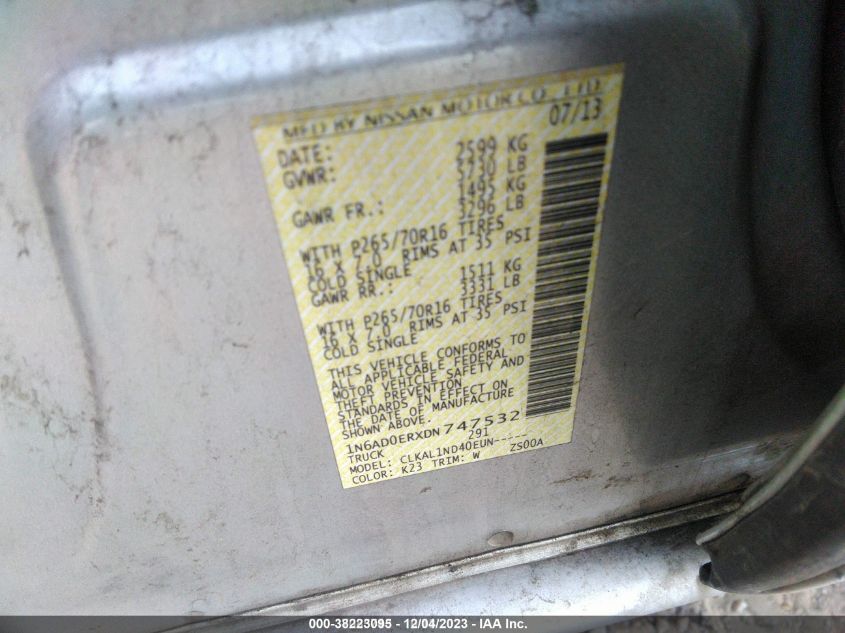 MFD BY NISSAN MOTOR CO., LTD.
DATE: 07/13
GVWR: 2599 KG
5730 LB
GAWR FR.: 1495 KG
3296 LB
WITH P265/70R16 TIRES
16 X 7.0 RIMS AT 35 PSI
COLD SINGLE
GAWR RR.: 1511 KG
3331 LB
WITH P265/70R16 TIRES
16 X 7.0 RIMS AT 35 PSI
COLD SINGLE
THIS VEHICLE CONFORMS TO
ALL APPLICABLE FEDERAL
MOTOR VEHICLE SAFETY AND
THEFT PREVENTION
STANDARDS IN EFFECT ON
THE DATE OF MANUFACTURE
SHOWN ABOVE.
1N6AD0ERXDN747532
TRUCK 291
MODEL: CLKAL1ND40EUN-----
COLOR: K23 TRIM: W ZS00A
000-38223095 - 12/04/2023 - IAA Inc.